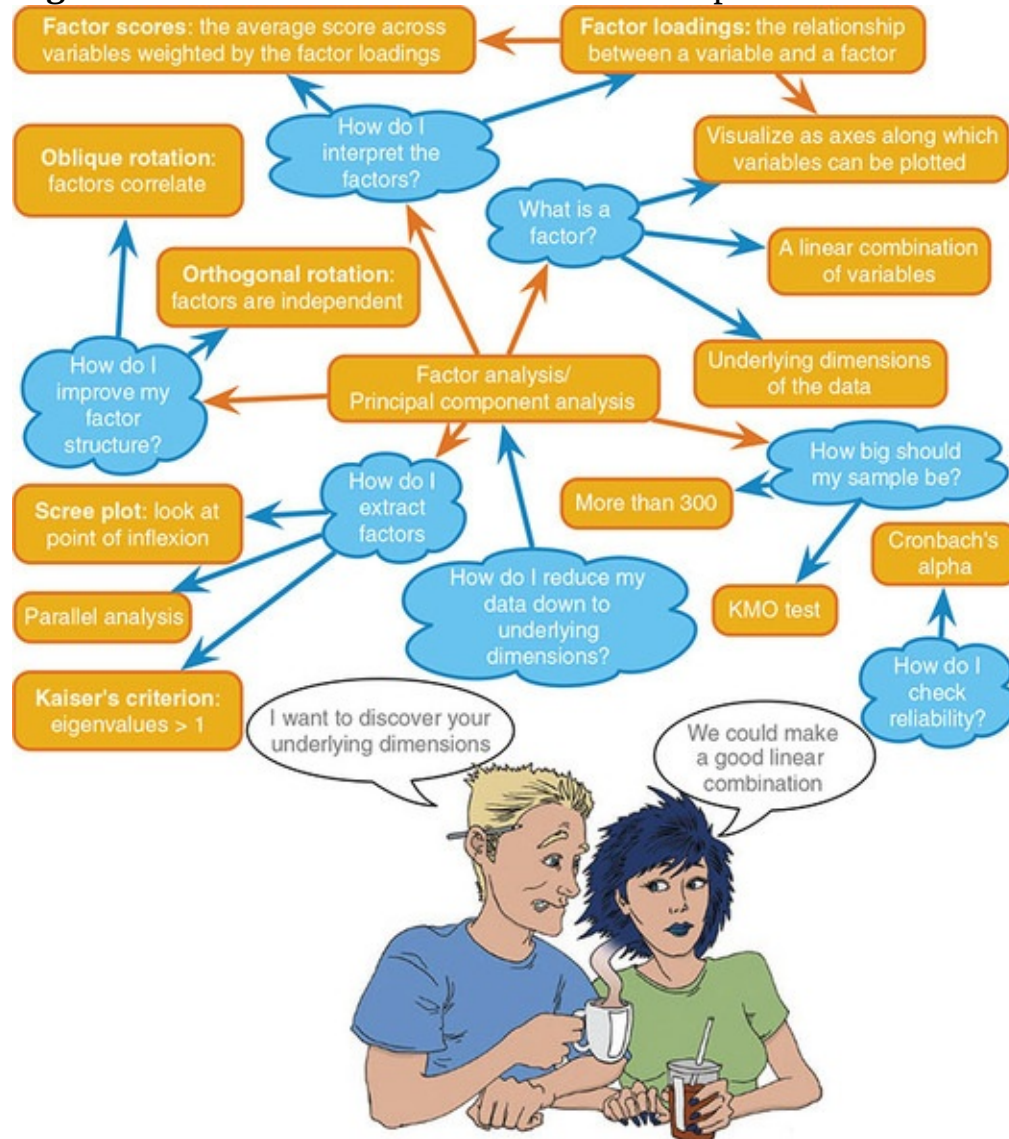 Factor scores: the average score across
variables weighted by the factor loadings
Factor loadings: the relationship
between a variable and a factor
How do I
interpret the
factors?
Visualize as axes along which
variables can be plotted
Oblique rotation:
factors correlate
What is a
factor?
A linear combination
of variables
Orthogonal rotation:
factors are independent
How do I
improve my
factor
structure?
Factor analysis/
Principal component analysis
Underlying dimensions
of the data
How big should
my sample be?
How do I
extract
factors
More than 300
Scree plot: look at
point of inflexion
Cronbach's
alpha
How do I reduce my
data down to
underlying
dimensions?
KMO test
Parallel analysis
How do I
check
reliability?
Kaiser's criterion:
eigenvalues > 1
I want to discover your
underlying dimensions
We could make
a good linear
combination